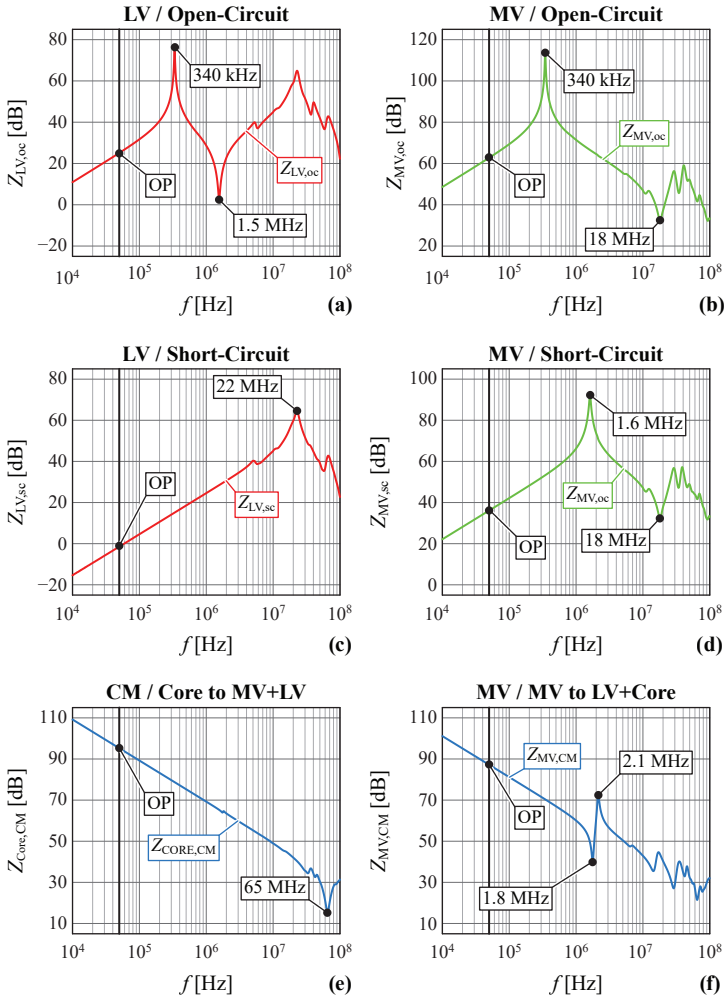 LV / Open-Circuit
80
60
40
20
0
−20
Z_LV,oc [dB]
340 kHz
OP
Z_LV,oc
1.5 MHz
10^4 10^5 10^6 10^7 10^8
f [Hz]
(a)
MV / Open-Circuit
120
100
80
60
40
20
Z_MV,oc [dB]
340 kHz
Z_MV,oc
OP
18 MHz
10^4 10^5 10^6 10^7 10^8
f [Hz]
(b)
LV / Short-Circuit
80
60
40
20
0
−20
Z_LV,sc [dB]
22 MHz
OP
Z_LV,sc
10^4 10^5 10^6 10^7 10^8
f [Hz]
(c)
MV / Short-Circuit
100
80
60
40
20
0
Z_MV,sc [dB]
1.6 MHz
Z_MV,oc
OP
18 MHz
10^4 10^5 10^6 10^7 10^8
f [Hz]
(d)
CM / Core to MV+LV
110
90
70
50
30
10
Z_Core,CM [dB]
OP
Z_CORE,CM
65 MHz
10^4 10^5 10^6 10^7 10^8
f [Hz]
(e)
MV / MV to LV+Core
110
90
70
50
30
10
Z_MV,CM [dB]
Z_MV,CM
2.1 MHz
OP
1.8 MHz
10^4 10^5 10^6 10^7 10^8
f [Hz]
(f)